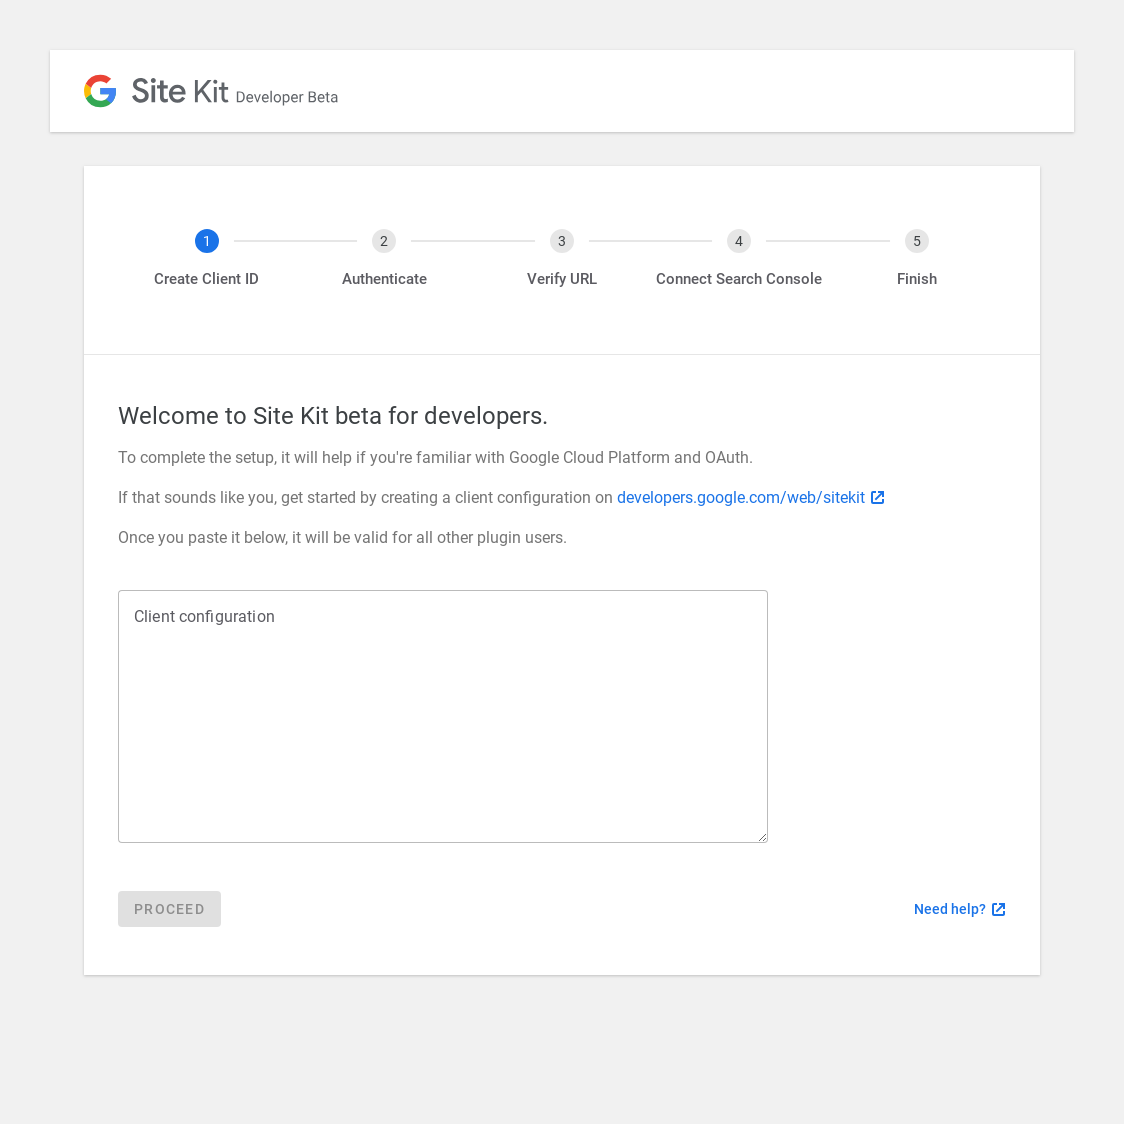 Site Kit Developer Beta
1 2 3 4 5
Create Client ID Authenticate Verify URL Connect Search Console Finish
Welcome to Site Kit beta for developers.
To complete the setup, it will help if you're familiar with Google Cloud Platform and OAuth.
If that sounds like you, get started by creating a client configuration on developers.google.com/web/sitekit
Once you paste it below, it will be valid for all other plugin users.
Client configuration
PROCEED Need help?